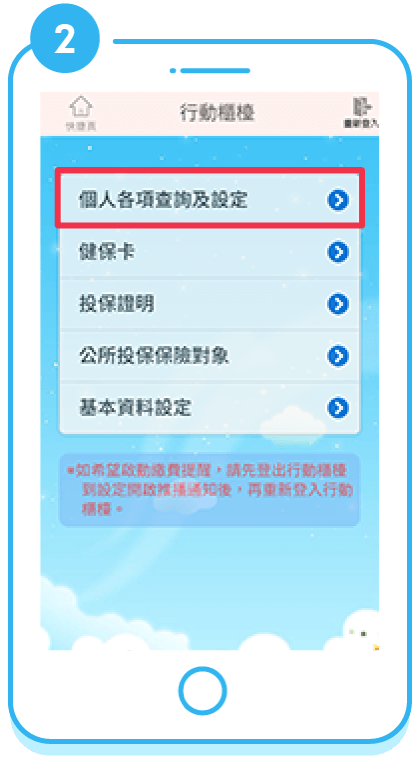 2
行動櫃檯
快捷頁
重新登入
個人各項查詢及設定
健保卡
投保證明
公所投保保險對象
基本資料設定
※如希望啟動繳費提醒，請先登出行動櫃檯
到設定開啟推播通知後，再重新登入行動
櫃檯。